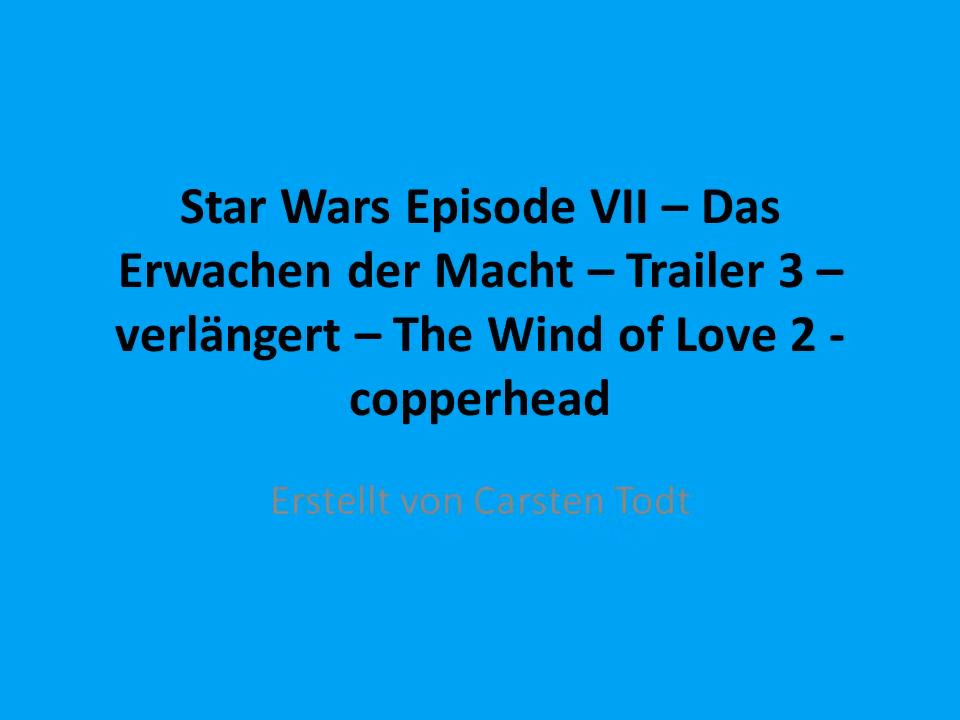 Star Wars Episode VII – Das
Erwachen der Macht – Trailer 3 –
verlängert – The Wind of Love 2 -
copperhead
Erstellt von Carsten Todt